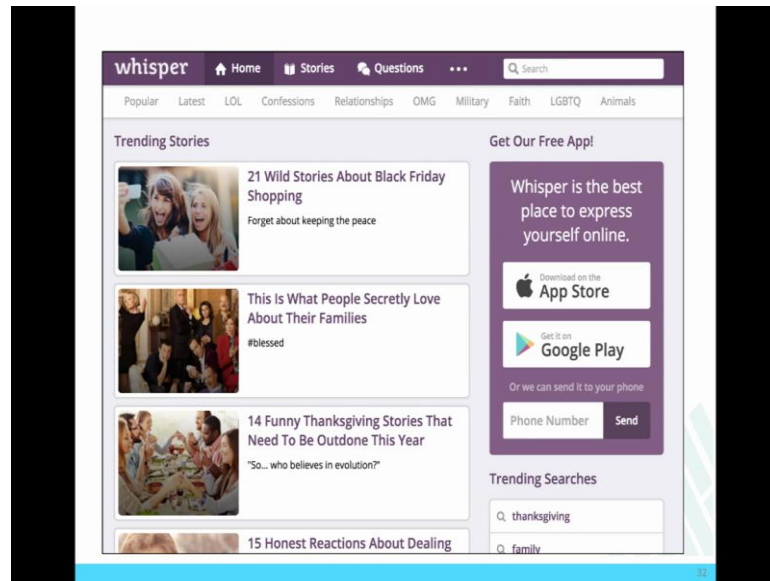 whisper
Home
Stories
Questions
Search
Popular
Latest
LOL
Confessions
Relationships
OMG
Military
Faith
LGBTQ
Animals
Trending Stories
21 Wild Stories About Black Friday
Shopping
Forget about keeping the peace
This Is What People Secretly Love
About Their Families
#blessed
14 Funny Thanksgiving Stories That
Need To Be Outdone This Year
"So... who believes in evolution?"
15 Honest Reactions About Dealing
Get Our Free App!
Whisper is the best
place to express
yourself online.
Download on the
App Store
Get it on
Google Play
Or we can send it to your phone
Phone Number
Send
Trending Searches
thanksgiving
family
32